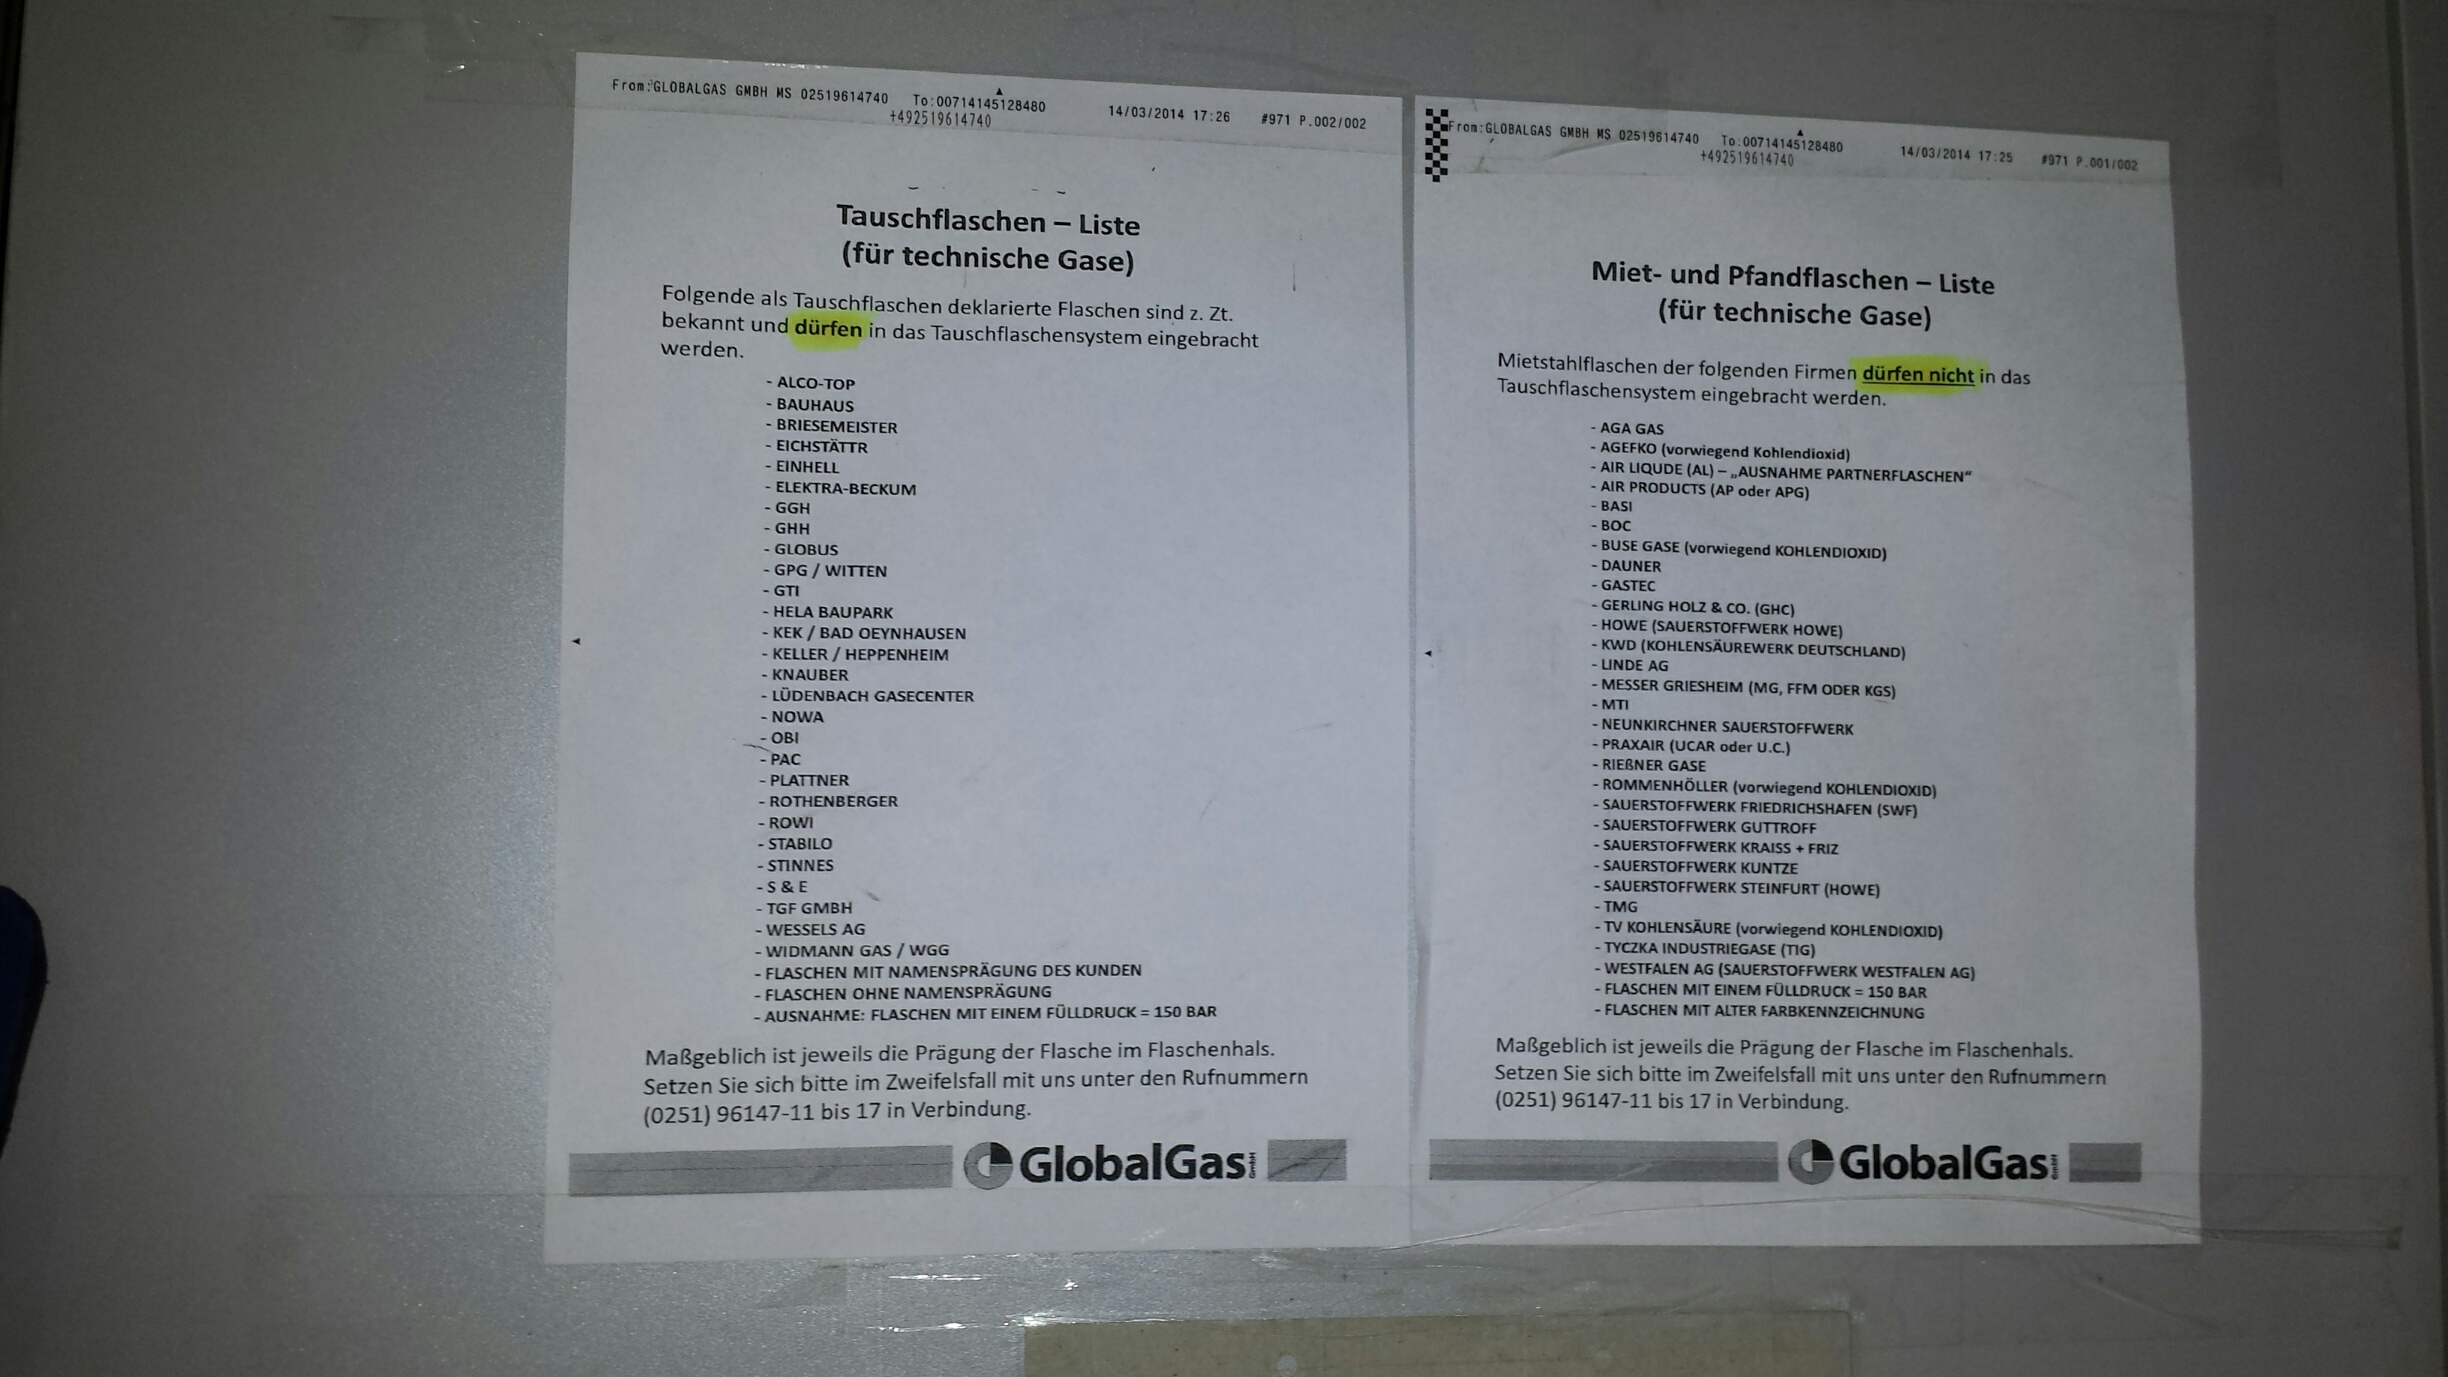 From:GLOBALGAS GMBH MS 02519614740 To:00714145128480 14/03/2014 17:26 #971 P.002/002
+492519614740
Tauschflaschen – Liste
(für technische Gase)
Folgende als Tauschflaschen deklarierte Flaschen sind z. Zt.
bekannt und dürfen in das Tauschflaschensystem eingebracht
werden.
- ALCO-TOP
- BAUHAUS
- BRIESEMEISTER
- EICHSTÄTTR
- EINHELL
- ELEKTRA-BECKUM
- GGH
- GHH
- GLOBUS
- GPG / WITTEN
- GTI
- HELA BAUPARK
- KEK / BAD OEYNHAUSEN
- KELLER / HEPPENHEIM
- KNAUBER
- LÜDENBACH GASECENTER
- NOWA
- OBI
- PAC
- PLATTNER
- ROTHENBERGER
- ROWI
- STABILO
- STINNES
- S & E
- TGF GMBH
- WESSELS AG
- WIDMANN GAS / WGG
- FLASCHEN MIT NAMENSPRÄGUNG DES KUNDEN
- FLASCHEN OHNE NAMENSPRÄGUNG
- AUSNAHME: FLASCHEN MIT EINEM FÜLLDRUCK = 150 BAR
Maßgeblich ist jeweils die Prägung der Flasche im Flaschenhals.
Setzen Sie sich bitte im Zweifelsfall mit uns unter den Rufnummern
(0251) 96147-11 bis 17 in Verbindung.
GlobalGas GmbH
From:GLOBALGAS GMBH MS 02519614740 To:00714145128480 14/03/2014 17:25 #971 P.001/002
+492519614740
Miet- und Pfandflaschen – Liste
(für technische Gase)
Mietstahlflaschen der folgenden Firmen dürfen nicht in das
Tauschflaschensystem eingebracht werden.
- AGA GAS
- AGEFKO (vorwiegend Kohlendioxid)
- AIR LIQUDE (AL) – „AUSNAHME PARTNERFLASCHEN“
- AIR PRODUCTS (AP oder APG)
- BASI
- BOC
- BUSE GASE (vorwiegend KOHLENDIOXID)
- DAUNER
- GASTEC
- GERLING HOLZ & CO. (GHC)
- HOWE (SAUERSTOFFWERK HOWE)
- KWD (KOHLENSÄUREWERK DEUTSCHLAND)
- LINDE AG
- MESSER GRIESHEIM (MG, FFM ODER KGS)
- MTI
- NEUNKIRCHNER SAUERSTOFFWERK
- PRAXAIR (UCAR oder U.C.)
- RIEßNER GASE
- ROMMENHÖLLER (vorwiegend KOHLENDIOXID)
- SAUERSTOFFWERK FRIEDRICHSHAFEN (SWF)
- SAUERSTOFFWERK GUTTROFF
- SAUERSTOFFWERK KRAISS + FRIZ
- SAUERSTOFFWERK KUNTZE
- SAUERSTOFFWERK STEINFURT (HOWE)
- TMG
- TV KOHLENSÄURE (vorwiegend KOHLENDIOXID)
- TYCZKA INDUSTRIEGASE (TIG)
- WESTFALEN AG (SAUERSTOFFWERK WESTFALEN AG)
- FLASCHEN MIT EINEM FÜLLDRUCK = 150 BAR
- FLASCHEN MIT ALTER FARBKENNZEICHNUNG
Maßgeblich ist jeweils die Prägung der Flasche im Flaschenhals.
Setzen Sie sich bitte im Zweifelsfall mit uns unter den Rufnummern
(0251) 96147-11 bis 17 in Verbindung.
GlobalGas GmbH